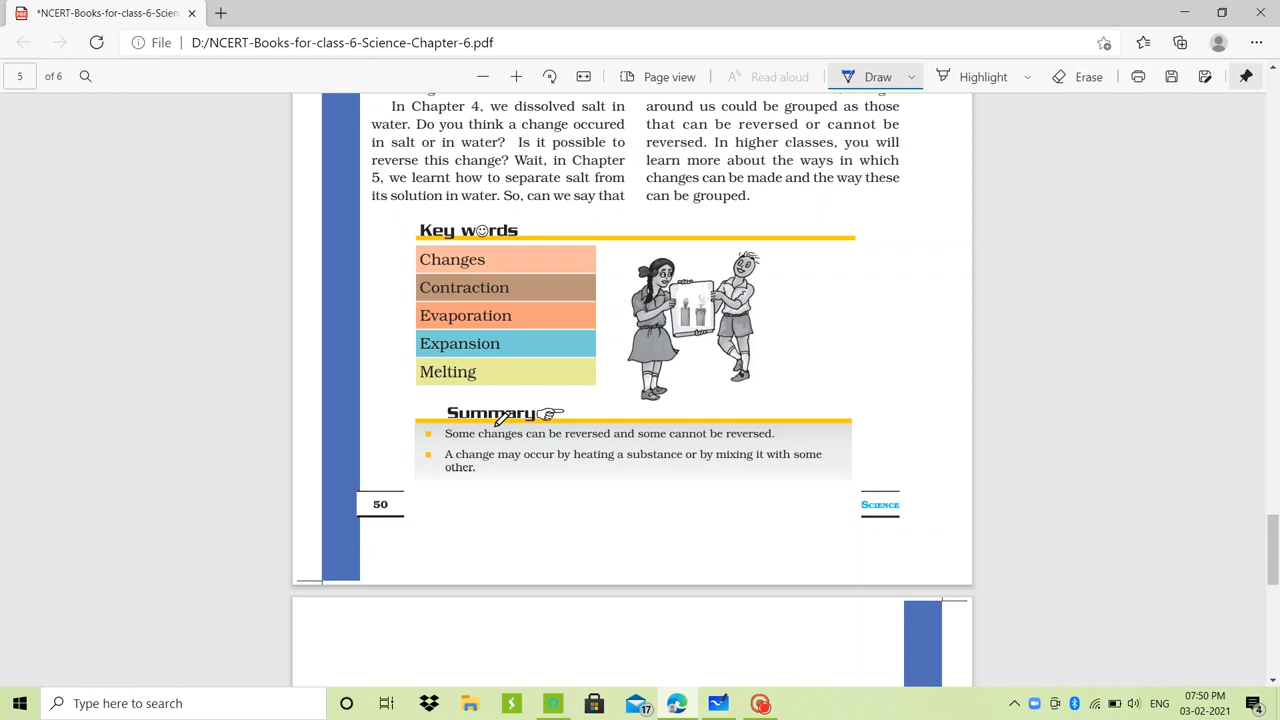 *NCERT-Books-for-class-6-Scien
File
D:/NCERT-Books-for-class-6-Science-Chapter-6.pdf
5 of 6
Page view
Read aloud
Draw
Highlight
Erase
In Chapter 4, we dissolved salt in
water. Do you think a change occured
in salt or in water? Is it possible to
reverse this change? Wait, in Chapter
5, we learnt how to separate salt from
its solution in water. So, can we say that
around us could be grouped as those
that can be reversed or cannot be
reversed. In higher classes, you will
learn more about the ways in which
changes can be made and the way these
can be grouped.
Key words
Changes
Contraction
Evaporation
Expansion
Melting
Summary
Some changes can be reversed and some cannot be reversed.
A change may occur by heating a substance or by mixing it with some
other.
50
SCIENCE
Type here to search
17
ENG
07:50 PM
03-02-2021
4